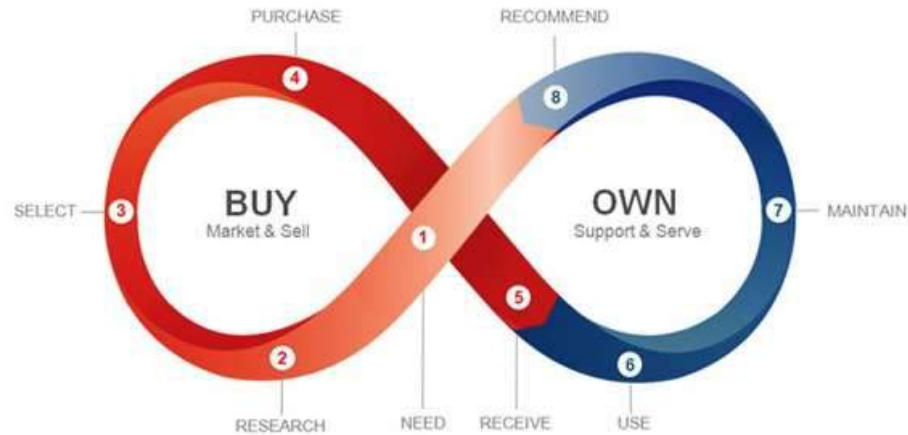 PURCHASE
RECOMMEND
4
8
SELECT
3
BUY
Market & Sell
1
OWN
Support & Serve
7
MAINTAIN
5
2
6
RESEARCH
NEED
RECEIVE
USE